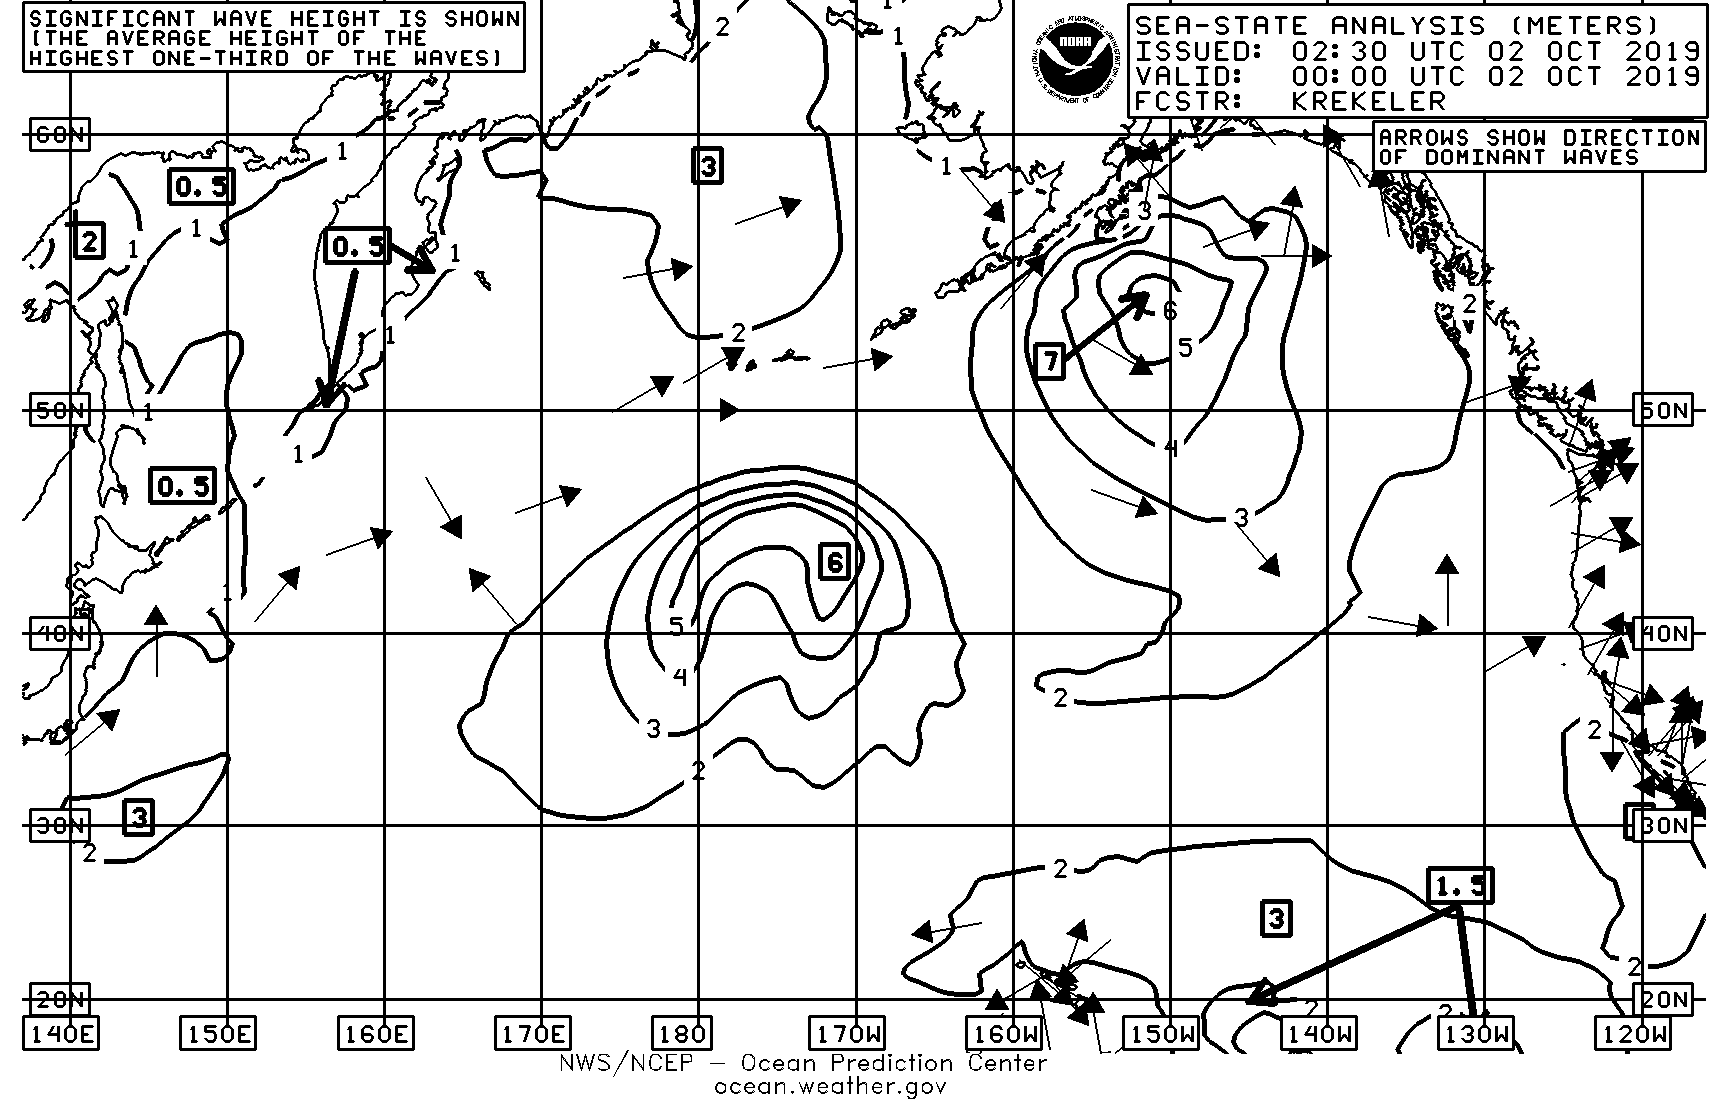 SIGNIFICANT WAVE HEIGHT IS SHOWN
(THE AVERAGE HEIGHT OF THE
HIGHEST ONE-THIRD OF THE WAVES)
SEA-STATE ANALYSIS (METERS)
ISSUED: 02:30 UTC 02 OCT 2019
VALID: 00:00 UTC 02 OCT 2019
FCSTR: KREKELER
NOAA
ARROWS SHOW DIRECTION
OF DOMINANT WAVES
2
1
1
60N
1
3
1
0.5
3
2
1
1
0.5
1
2
6
2
1
5
7
50N
1
50N
4
1
0.5
3
6
1
5
40N
40N
4
2
3
2
2
3
30N
30N
2
2
1.5
3
2
20N
2
2
20N
140E 150E 160E 170E 180 170W 160W 150W 140W 130W 120W
NWS/NCEP – Ocean Prediction Center
ocean.weather.gov